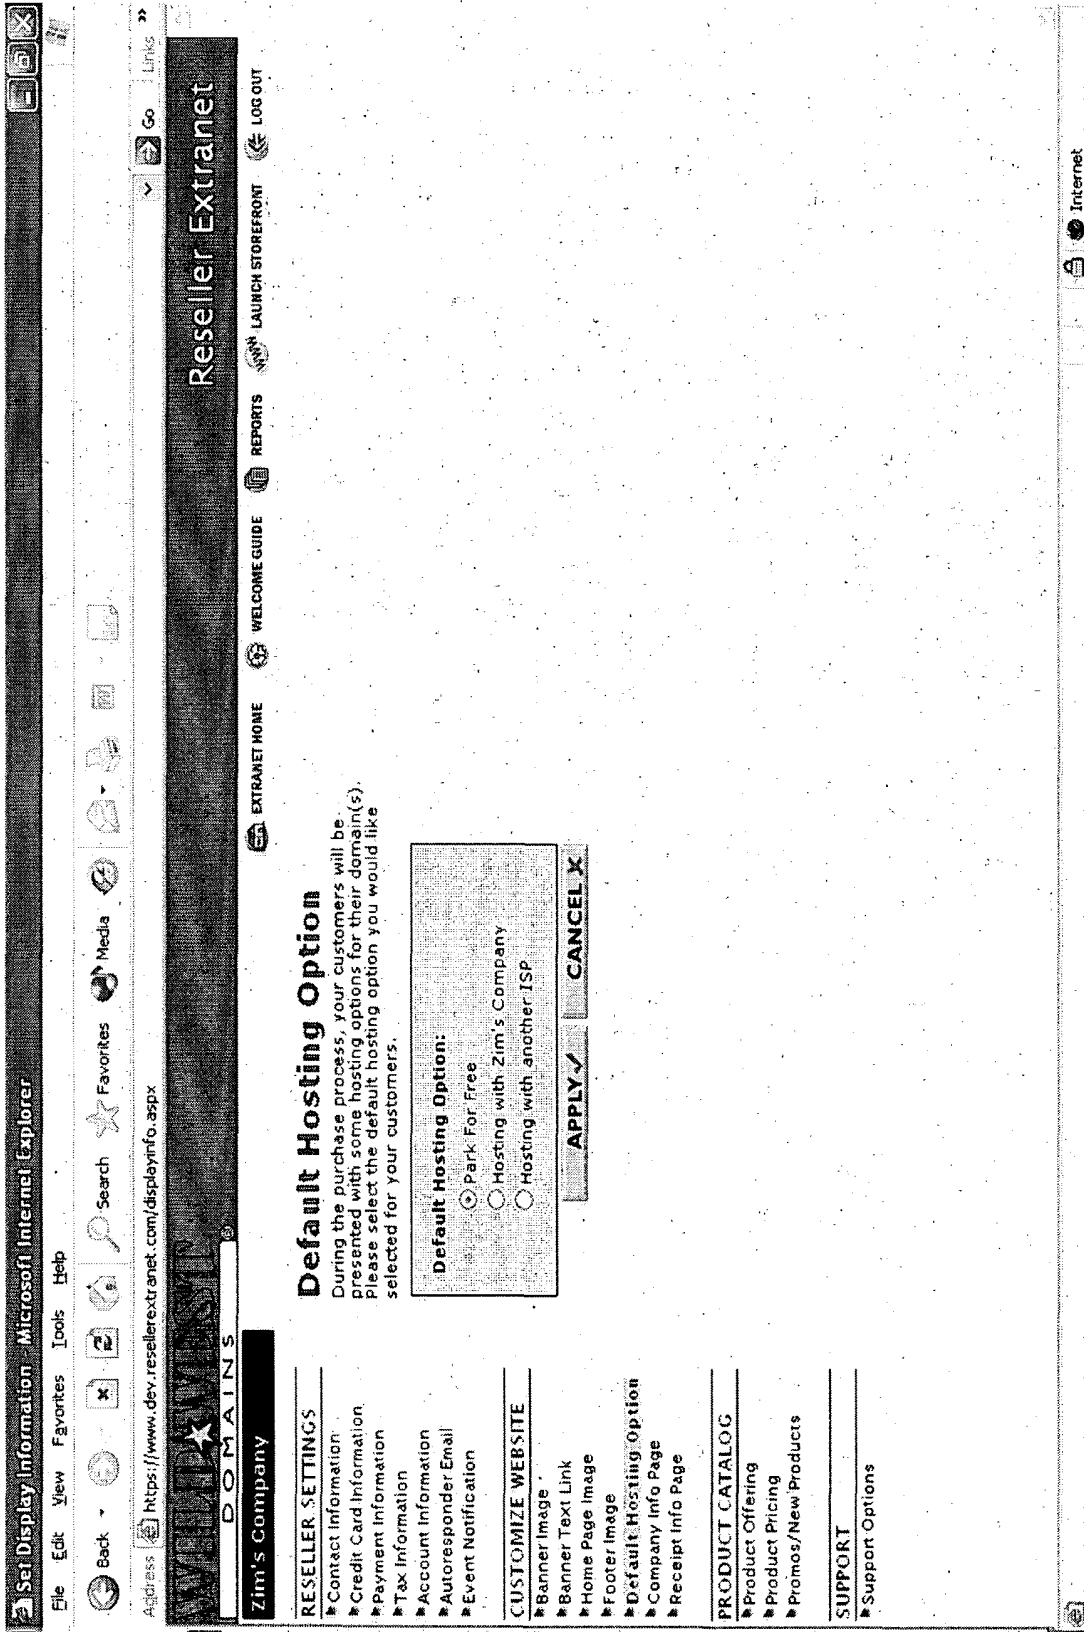 Set Display Information - Microsoft Internet Explorer
File Edit View Favorites Tools Help
Back Search Favorites Media
Address https://www.dev.resellerextranet.com/displayinfo.aspx Go Links »
DOMAINS
Reseller Extranet
Zim's Company
EXTRANET HOME WELCOME GUIDE REPORTS www LAUNCH STOREFRONT LOG OUT
RESELLER SETTINGS
Contact Information
Credit Card Information
Payment Information
Tax Information
Account Information
Autoresponder Email
Event Notification
CUSTOMIZE WEBSITE
Banner Image
Banner Text Link
Home Page Image
Footer Image
Default Hosting Option
Company Info Page
Receipt Info Page
PRODUCT CATALOG
Product Offering
Product Pricing
Promos/New Products
SUPPORT
Support Options
Default Hosting Option
During the purchase process, your customers will be
presented with some hosting options for their domain(s).
Please select the default hosting option you would like
selected for your customers.
Default Hosting Option:
Park For Free
Hosting with Zim's Company
Hosting with another ISP
APPLY ✓ CANCEL X
Internet